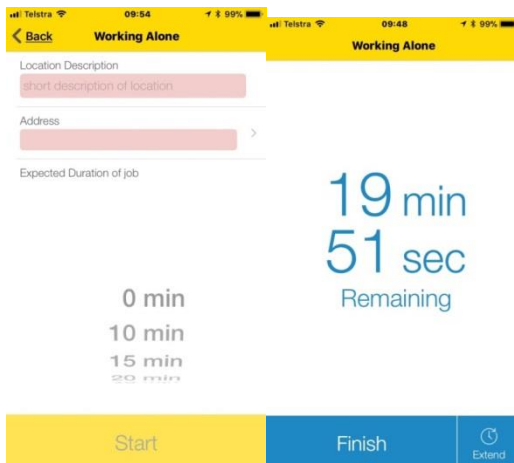 Telstra 09:54 99%
Back Working Alone
Location Description
short description of location
Address
Expected Duration of job
0 min
10 min
15 min
20 min
Start
Telstra 09:48 99%
Working Alone
19 min
51 sec
Remaining
Finish
Extend